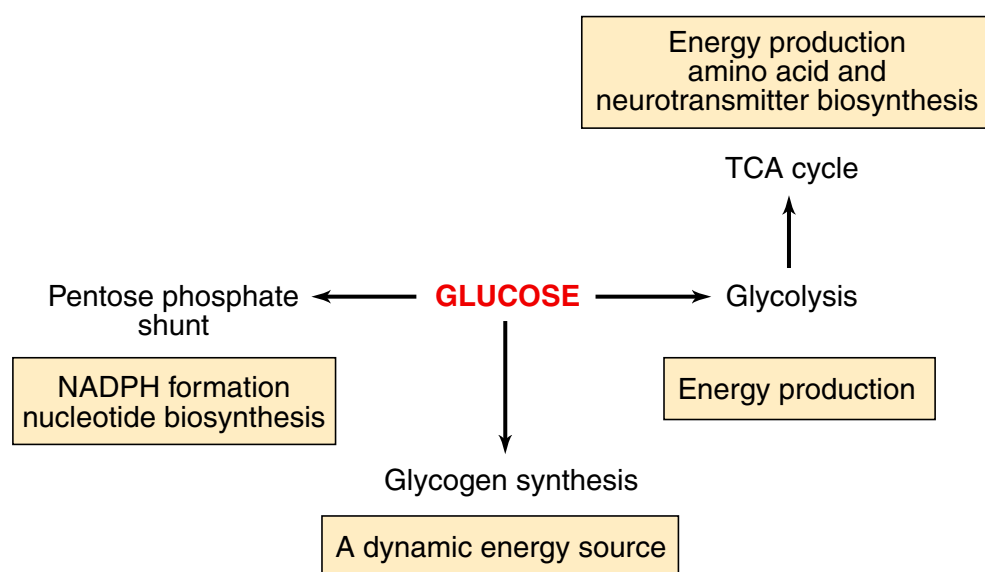 Energy production
amino acid and
neurotransmitter biosynthesis
TCA cycle
Pentose phosphate
shunt
GLUCOSE
Glycolysis
NADPH formation
nucleotide biosynthesis
Energy production
Glycogen synthesis
A dynamic energy source